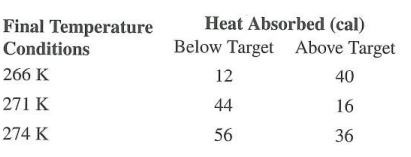 Final Temperature Heat Absorbed (cal)
Conditions Below Target Above Target
266 K 12 40
271 K 44 16
274 K 56 36